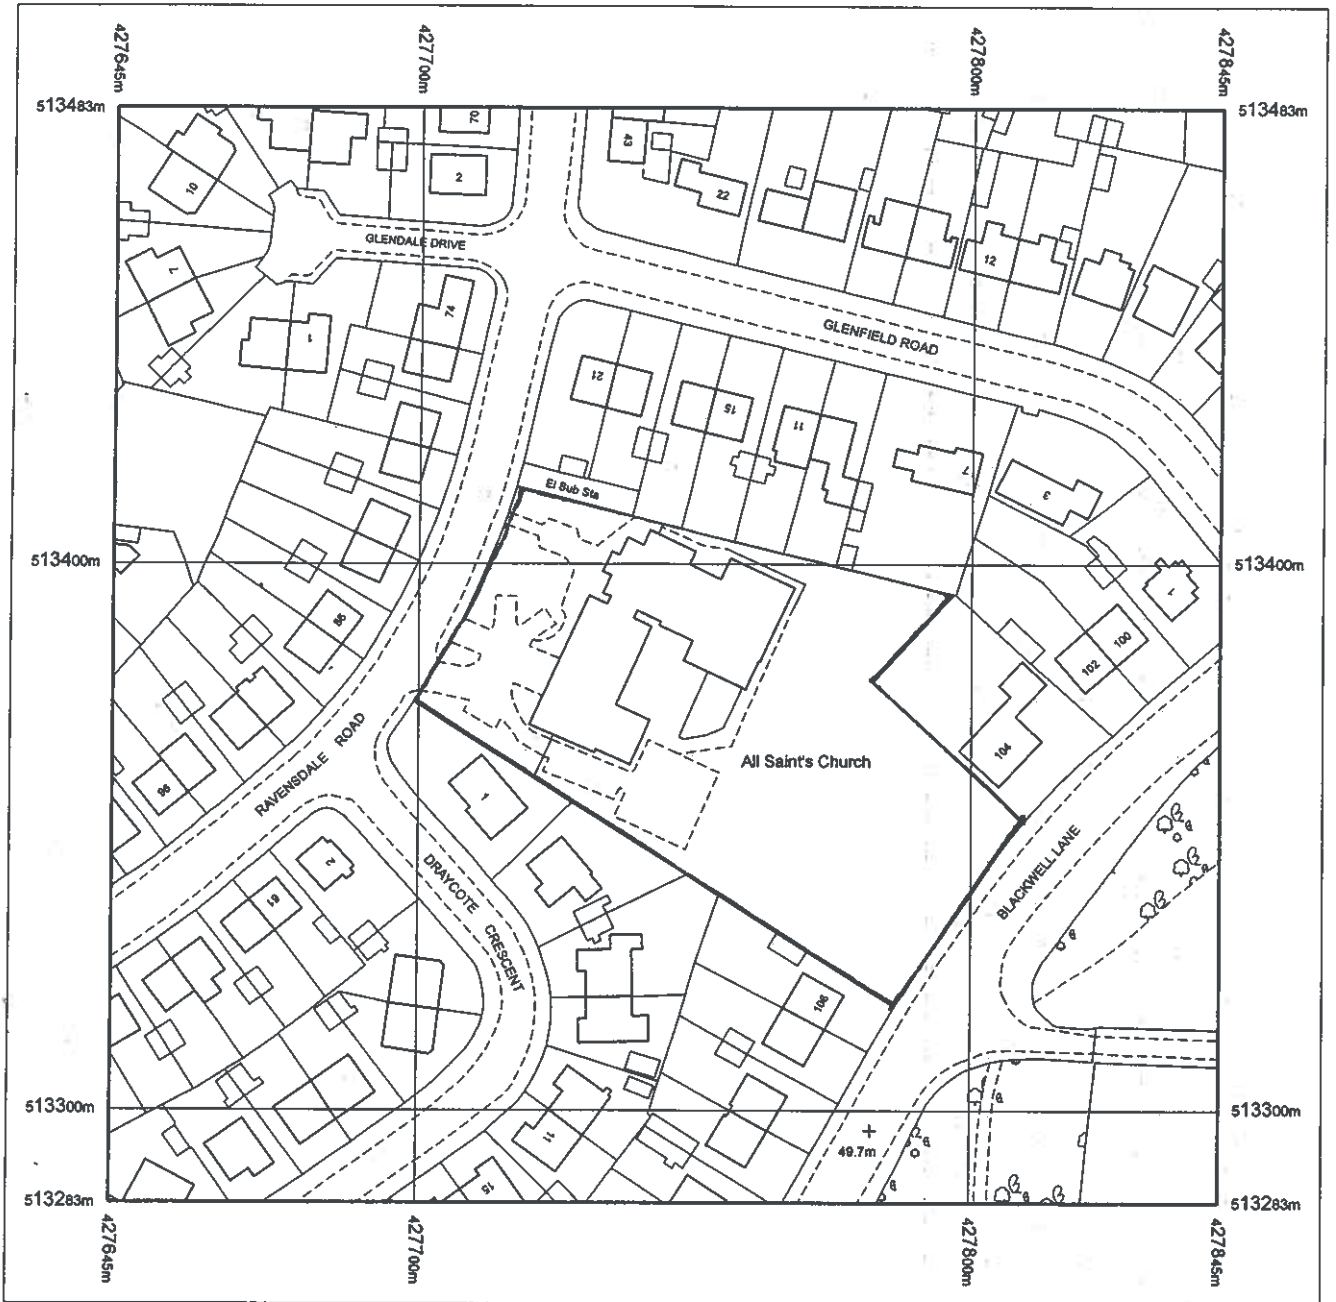 427645m
427700m
427800m
427845m
513483m
513483m
70
43
2
22
10
GLENDALE DRIVE
12
7
74
GLENFIELD ROAD
1
21
15
11
7
3
El Sub Sta
513400m
513400m
1
85
100
102
104
RAVENSDALE ROAD
All Saint's Church
96
1
2
BLACKWELL LANE
DRAYCOTE CRESCENT
81
106
513300m
513300m
11
49.7m
15
513283m
513283m
427645m
427700m
427800m
427845m